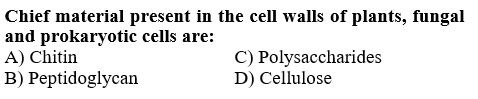 Chief material present in the cell walls of plants, fungal
and prokaryotic cells are:
A) Chitin C) Polysaccharides
B) Peptidoglycan D) Cellulose